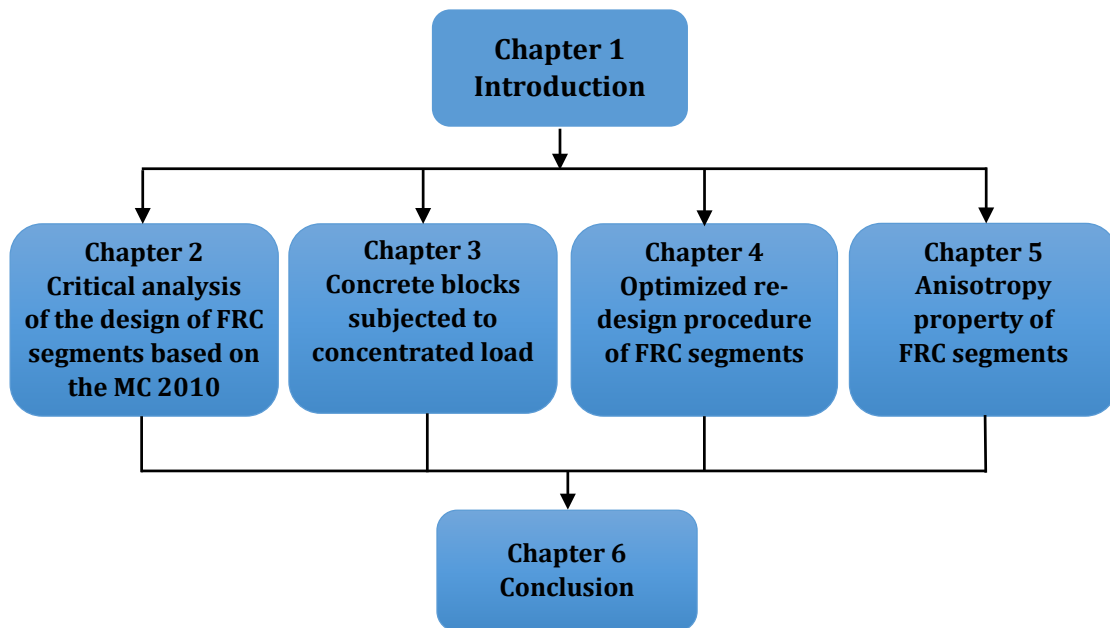 Chapter 1
Introduction
Chapter 2
Critical analysis
of the design of FRC
segments based on
the MC 2010
Chapter 3
Concrete blocks
subjected to
concentrated load
Chapter 4
Optimized re-
design procedure
of FRC segments
Chapter 5
Anisotropy
property of
FRC segments
Chapter 6
Conclusion